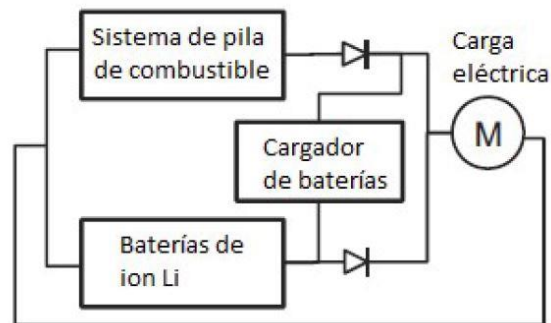 Sistema de pila
de combustible
Carga
eléctrica
M
Cargador
de baterías
Baterías de
ion Li